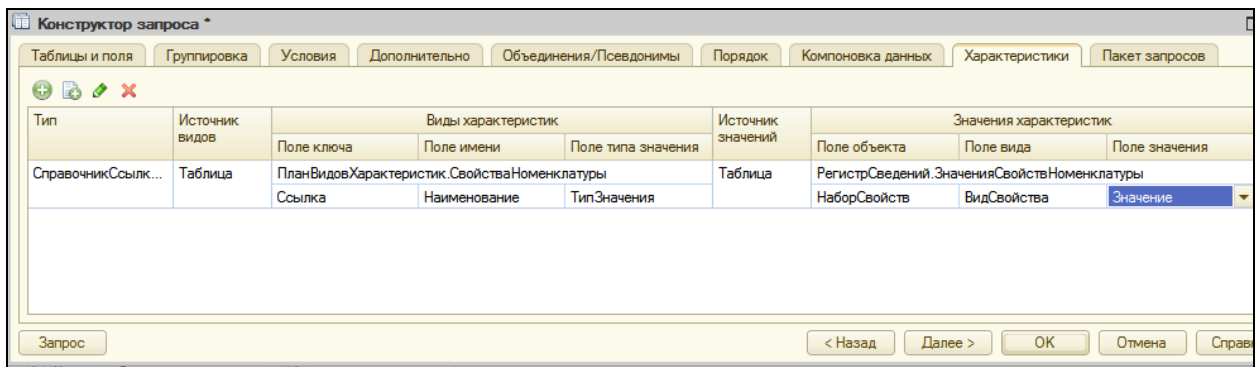 Конструктор запроса *
Таблицы и поля Группировка Условия Дополнительно Объединения/Псевдонимы Порядок Компоновка данных Характеристики Пакет запросов
Тип Источник видов Виды характеристик Источник значений Значения характеристик
Поле ключа Поле имени Поле типа значения Поле объекта Поле вида Поле значения
СправочникСсылк... Таблица ПланВидовХарактеристик.СвойстваНоменклатуры Таблица РегистрСведений.ЗначенияСвойствНоменклатуры
Ссылка Наименование ТипЗначения НаборСвойств ВидСвойства Значение
Запрос < Назад Далее > ОК Отмена